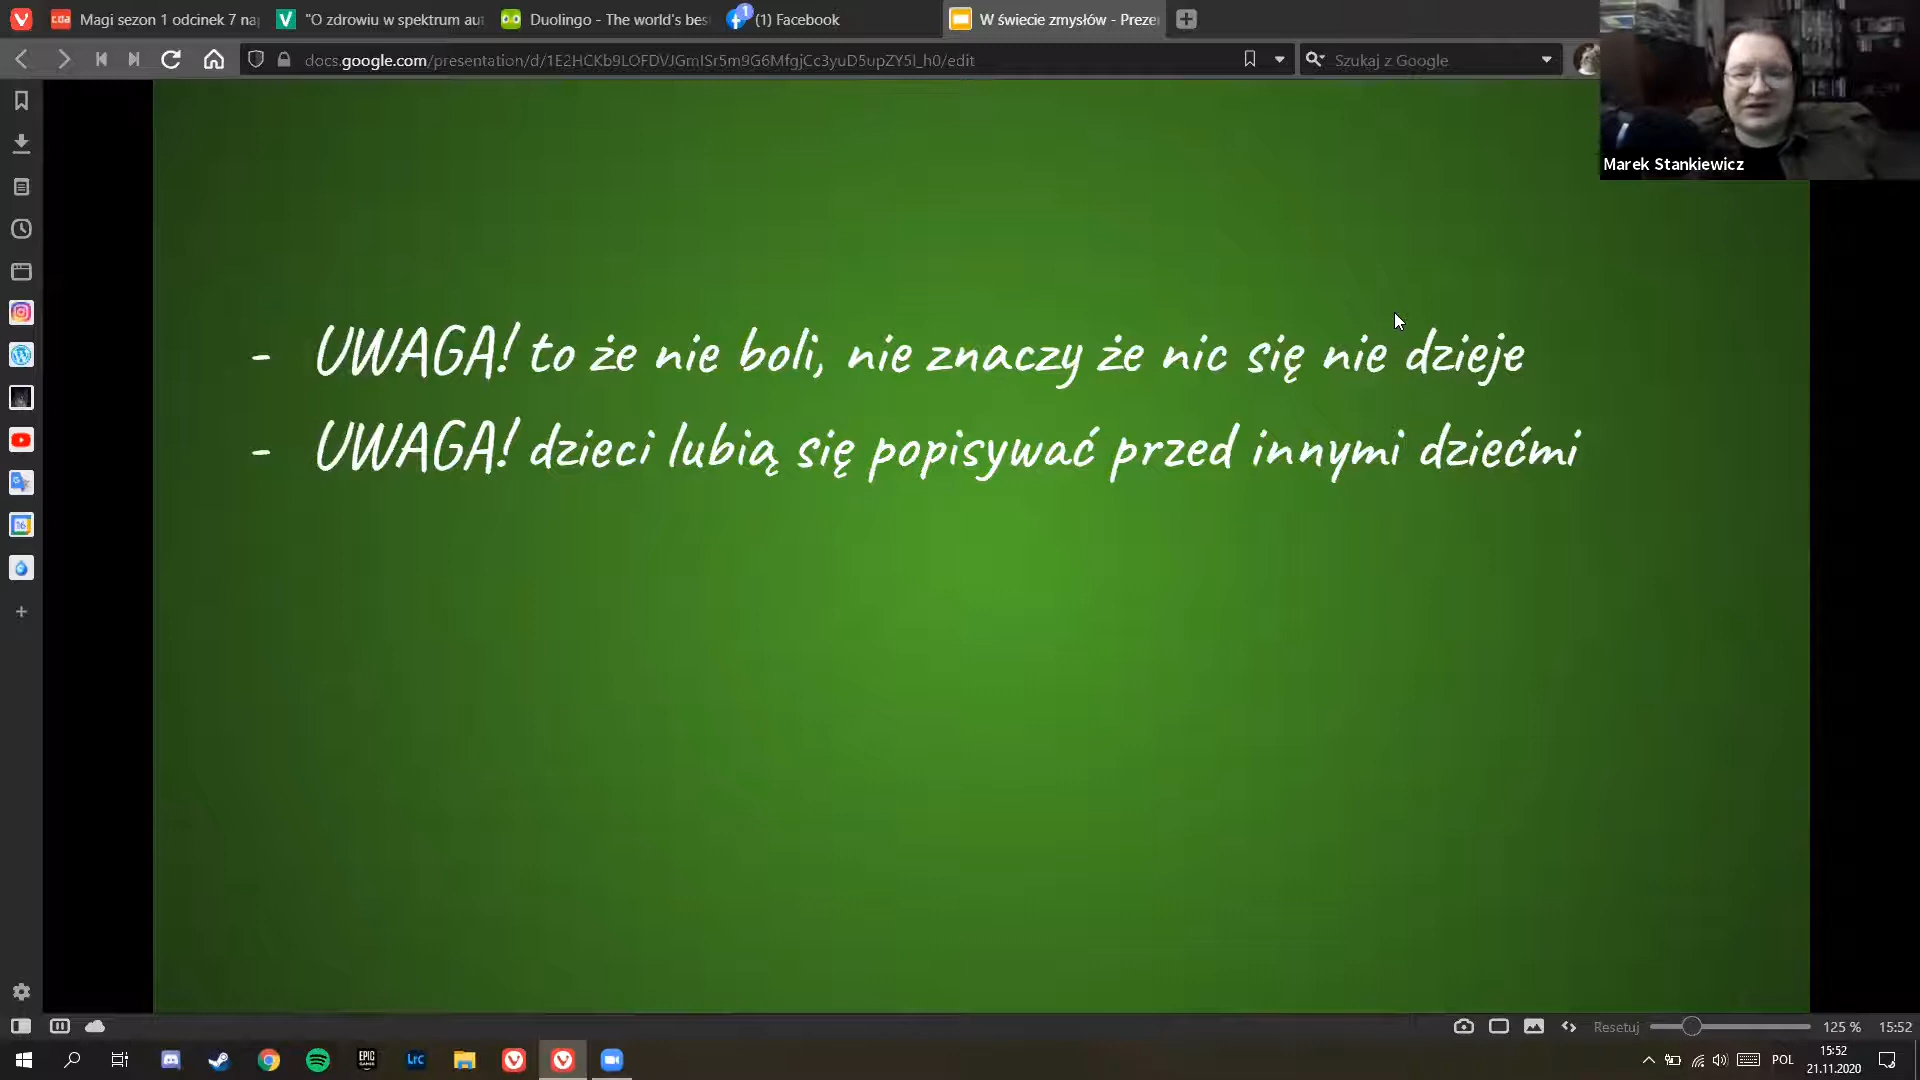 Magi sezon 1 odcinek 7 na
"O zdrowiu w spektrum aut
Duolingo - The world's bes
(1) Facebook
W świecie zmysłów - Preze
docs.google.com/presentation/d/1E2HCKb9LOFDVJGmISr5m9G6MfgjCc3yuD5upZY5l_h0/edit
Szukaj z Google
Marek Stankiewicz
- UWAGA! to że nie boli, nie znaczy że nic się nie dzieje
- UWAGA! dzieci lubią się popisywać przed innymi dziećmi
Resetuj 125 % 15:52
POL
15:52
21.11.2020